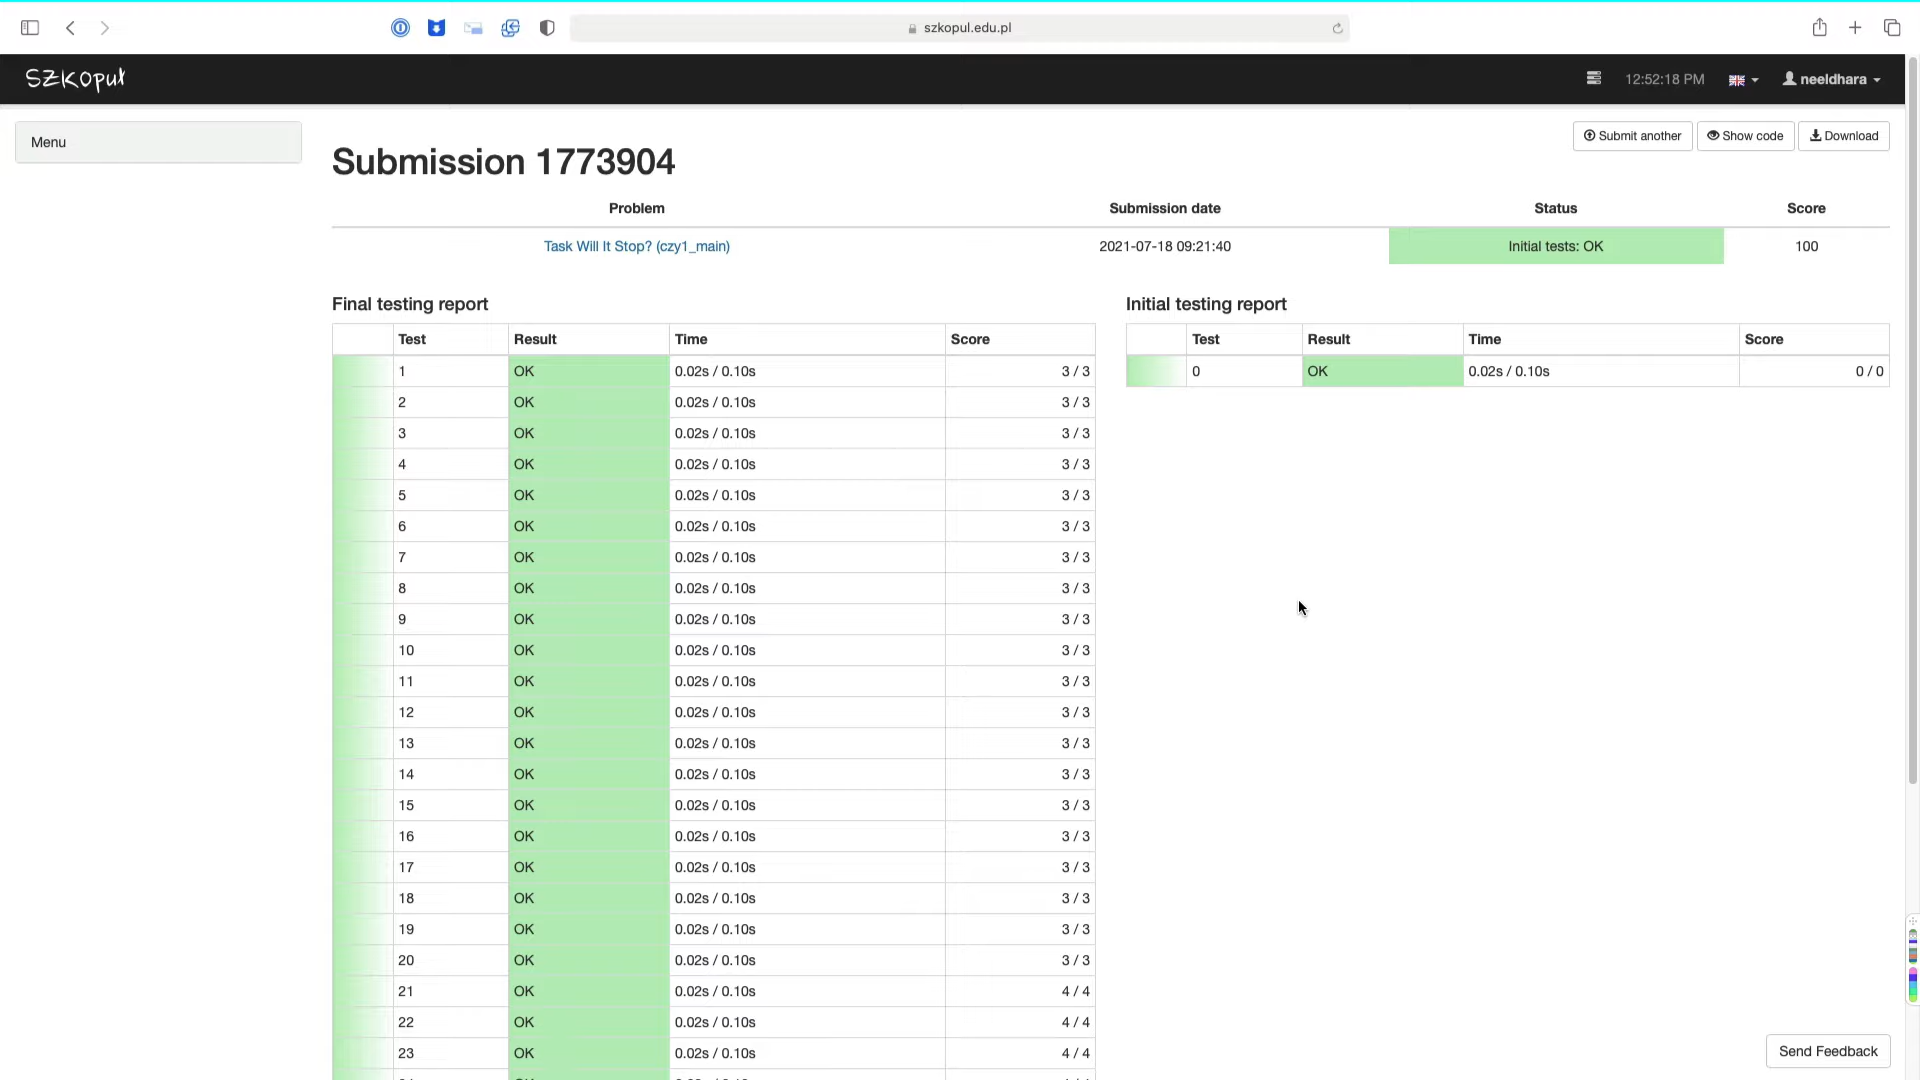 szkopul.edu.pl
szkopuł
12:52:18 PM
neeldhara
Menu
Submit another
Show code
Download
Submission 1773904
Problem Submission date Status Score
Task Will It Stop? (czy1_main) 2021-07-18 09:21:40 Initial tests: OK 100
Final testing report
Test Result Time Score
1 OK 0.02s / 0.10s 3 / 3
2 OK 0.02s / 0.10s 3 / 3
3 OK 0.02s / 0.10s 3 / 3
4 OK 0.02s / 0.10s 3 / 3
5 OK 0.02s / 0.10s 3 / 3
6 OK 0.02s / 0.10s 3 / 3
7 OK 0.02s / 0.10s 3 / 3
8 OK 0.02s / 0.10s 3 / 3
9 OK 0.02s / 0.10s 3 / 3
10 OK 0.02s / 0.10s 3 / 3
11 OK 0.02s / 0.10s 3 / 3
12 OK 0.02s / 0.10s 3 / 3
13 OK 0.02s / 0.10s 3 / 3
14 OK 0.02s / 0.10s 3 / 3
15 OK 0.02s / 0.10s 3 / 3
16 OK 0.02s / 0.10s 3 / 3
17 OK 0.02s / 0.10s 3 / 3
18 OK 0.02s / 0.10s 3 / 3
19 OK 0.02s / 0.10s 3 / 3
20 OK 0.02s / 0.10s 3 / 3
21 OK 0.02s / 0.10s 4 / 4
22 OK 0.02s / 0.10s 4 / 4
23 OK 0.02s / 0.10s 4 / 4
Initial testing report
Test Result Time Score
0 OK 0.02s / 0.10s 0 / 0
Send Feedback